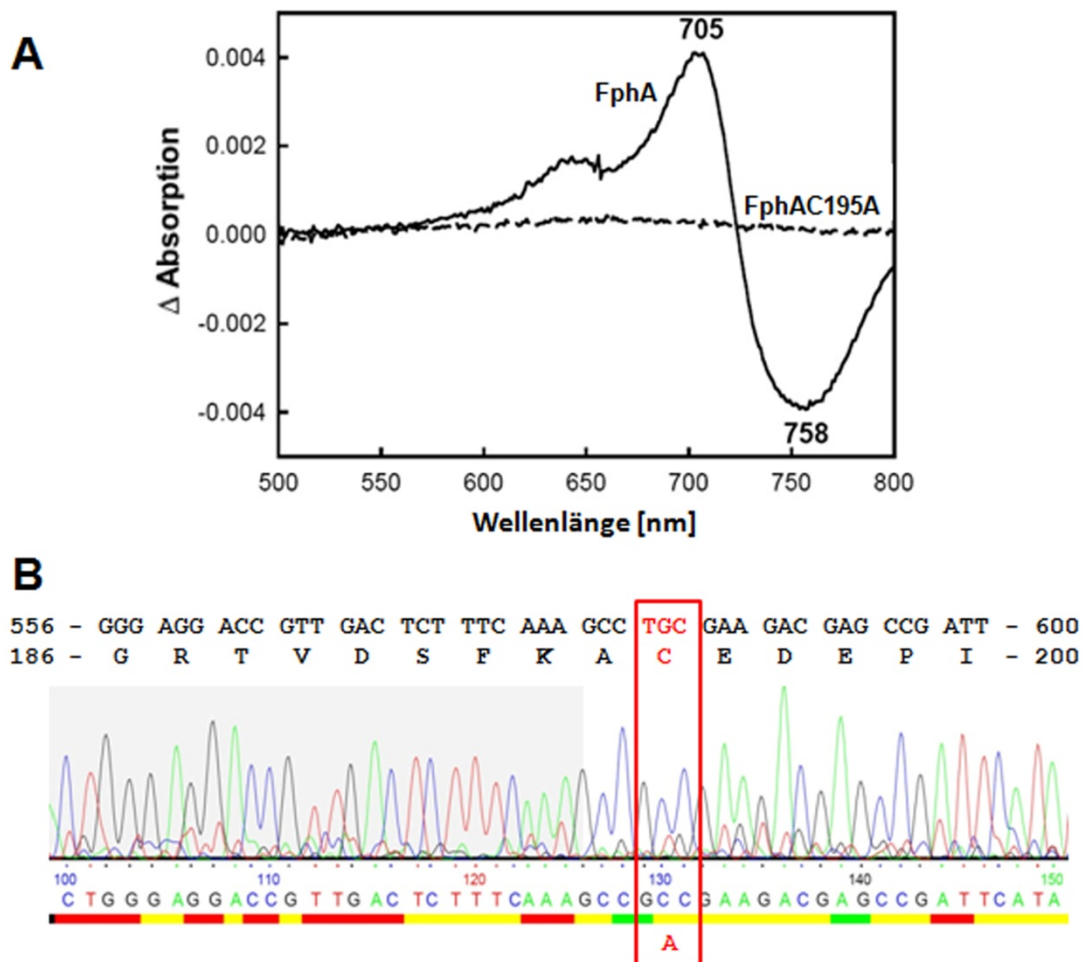 A
705
0.004
FphA
0.002
FphAC195A
0.000
-0.002
-0.004
758
Δ Absorption
500 550 600 650 700 750 800
Wellenlänge [nm]
B
556 - GGG AGG ACC GTT GAC TCT TTC AAA GCC TGC GAA GAC GAG CCG ATT - 600
186 - G R T V D S F K A C E D E P I - 200
100 110 120 130 140 150
CTGGGAGGACCGTTGACTCTTTCAAAGCCGCCGAAGACGAGCCGATTCATA
A